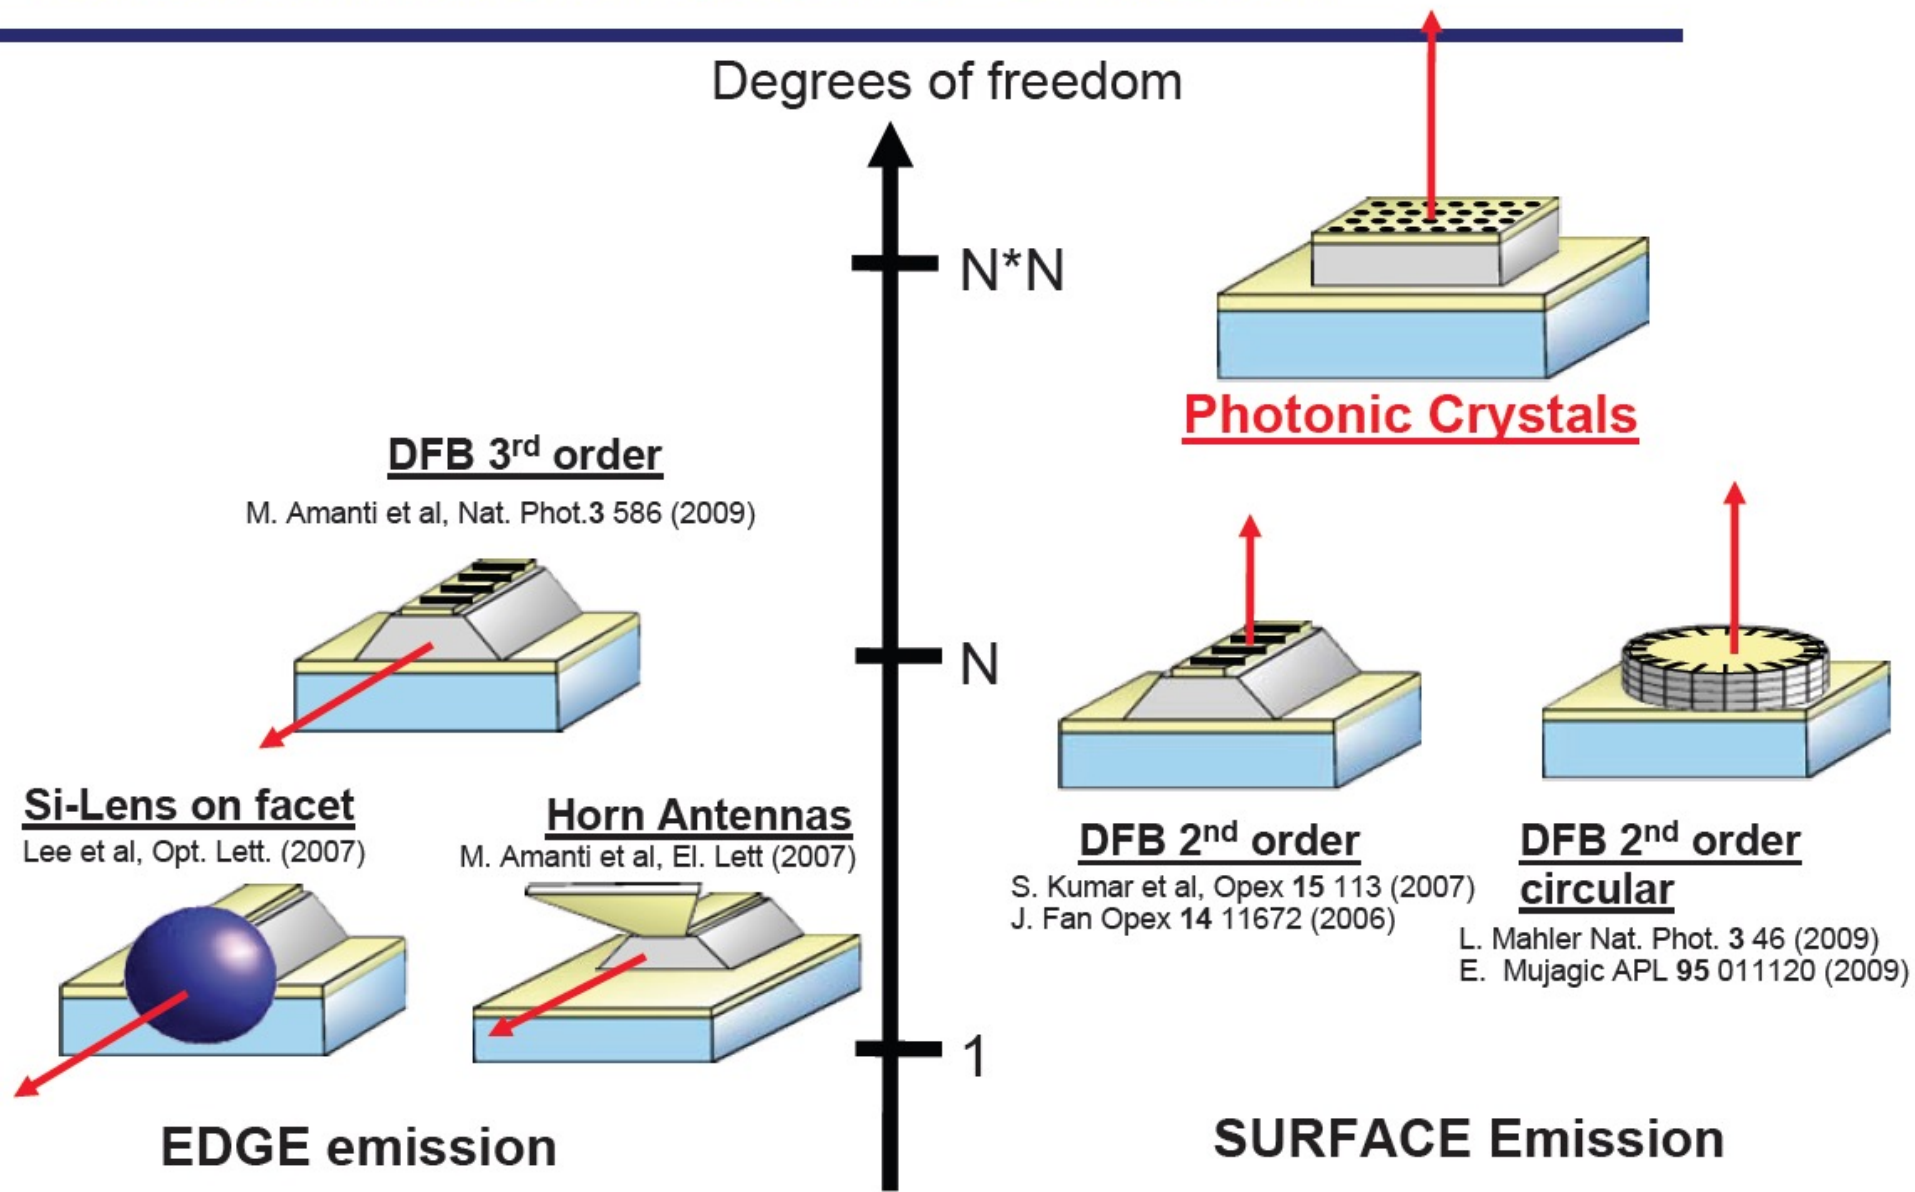 Degrees of freedom
N*N
Photonic Crystals
DFB 3rd order
M. Amanti et al, Nat. Phot.3 586 (2009)
N
Si-Lens on facet
Lee et al, Opt. Lett. (2007)
Horn Antennas
M. Amanti et al, El. Lett (2007)
DFB 2nd order
S. Kumar et al, Opex 15 113 (2007)
J. Fan Opex 14 11672 (2006)
DFB 2nd order
circular
L. Mahler Nat. Phot. 3 46 (2009)
E. Mujagic APL 95 011120 (2009)
1
EDGE emission
SURFACE Emission